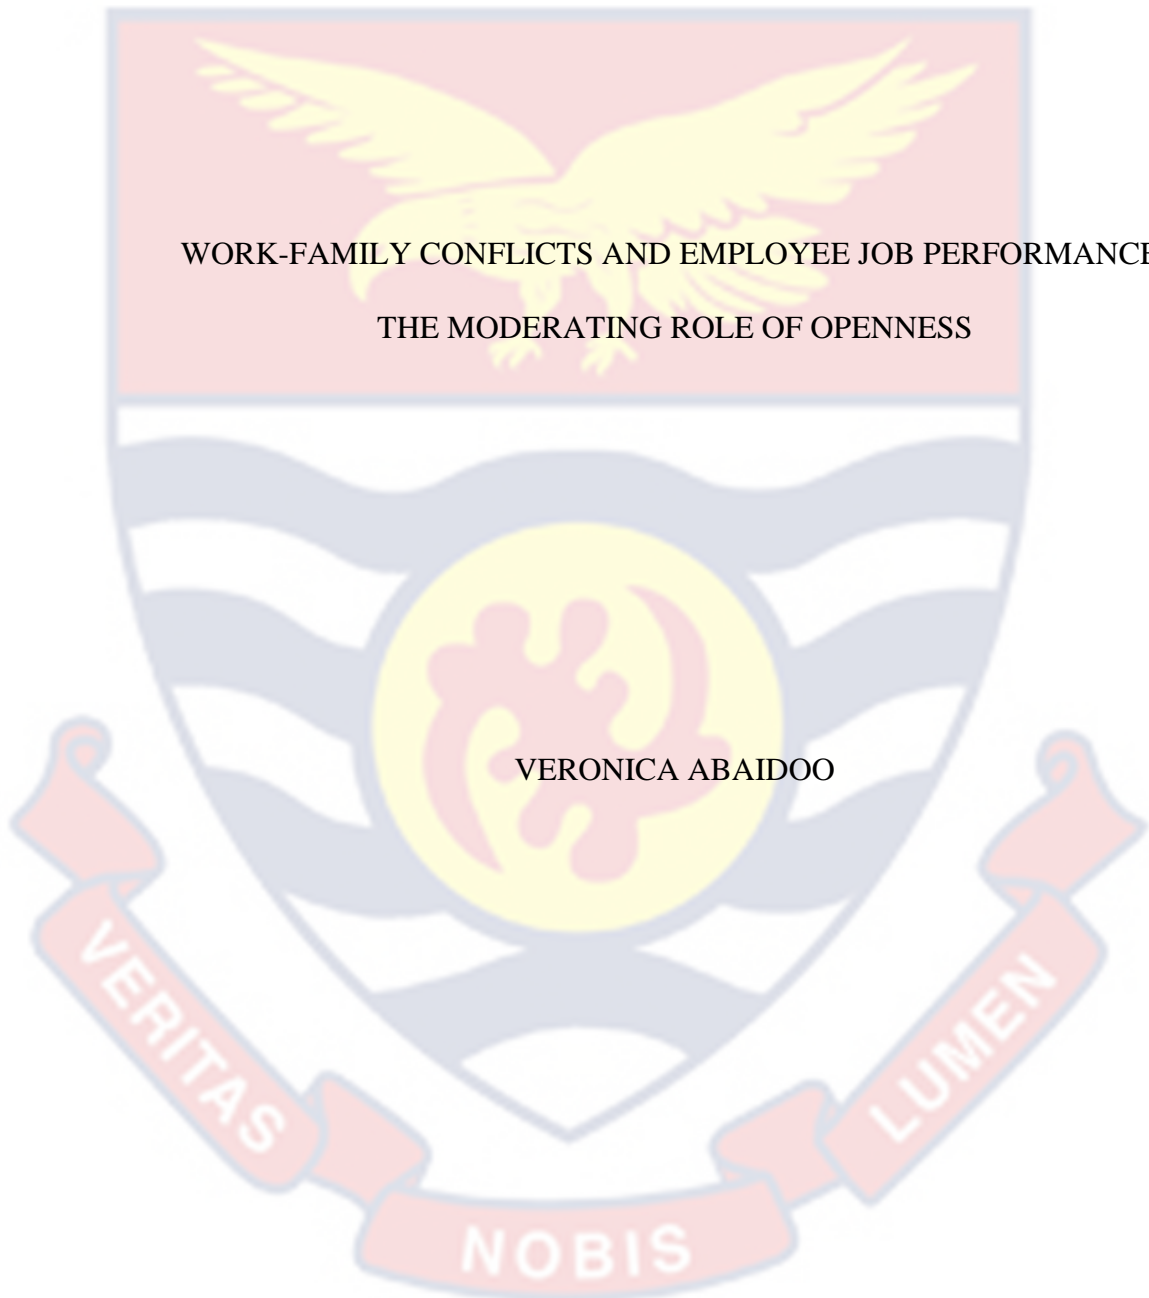 WORK-FAMILY CONFLICTS AND EMPLOYEE JOB PERFORMANCE
THE MODERATING ROLE OF OPENNESS
VERONICA ABAIDOO
VERITAS
NOBIS
LUMEN